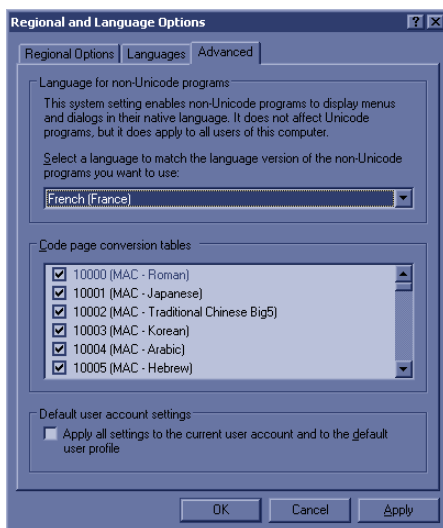 Regional and Language Options
Regional Options Languages Advanced
Language for non-Unicode programs
This system setting enables non-Unicode programs to display menus
and dialogs in their native language. It does not affect Unicode
programs, but it does apply to all users of this computer.
Select a language to match the language version of the non-Unicode
programs you want to use:
French (France)
Code page conversion tables
10000 (MAC - Roman)
10001 (MAC - Japanese)
10002 (MAC - Traditional Chinese Big5)
10003 (MAC - Korean)
10004 (MAC - Arabic)
10005 (MAC - Hebrew)
Default user account settings
Apply all settings to the current user account and to the default
user profile
OK Cancel Apply